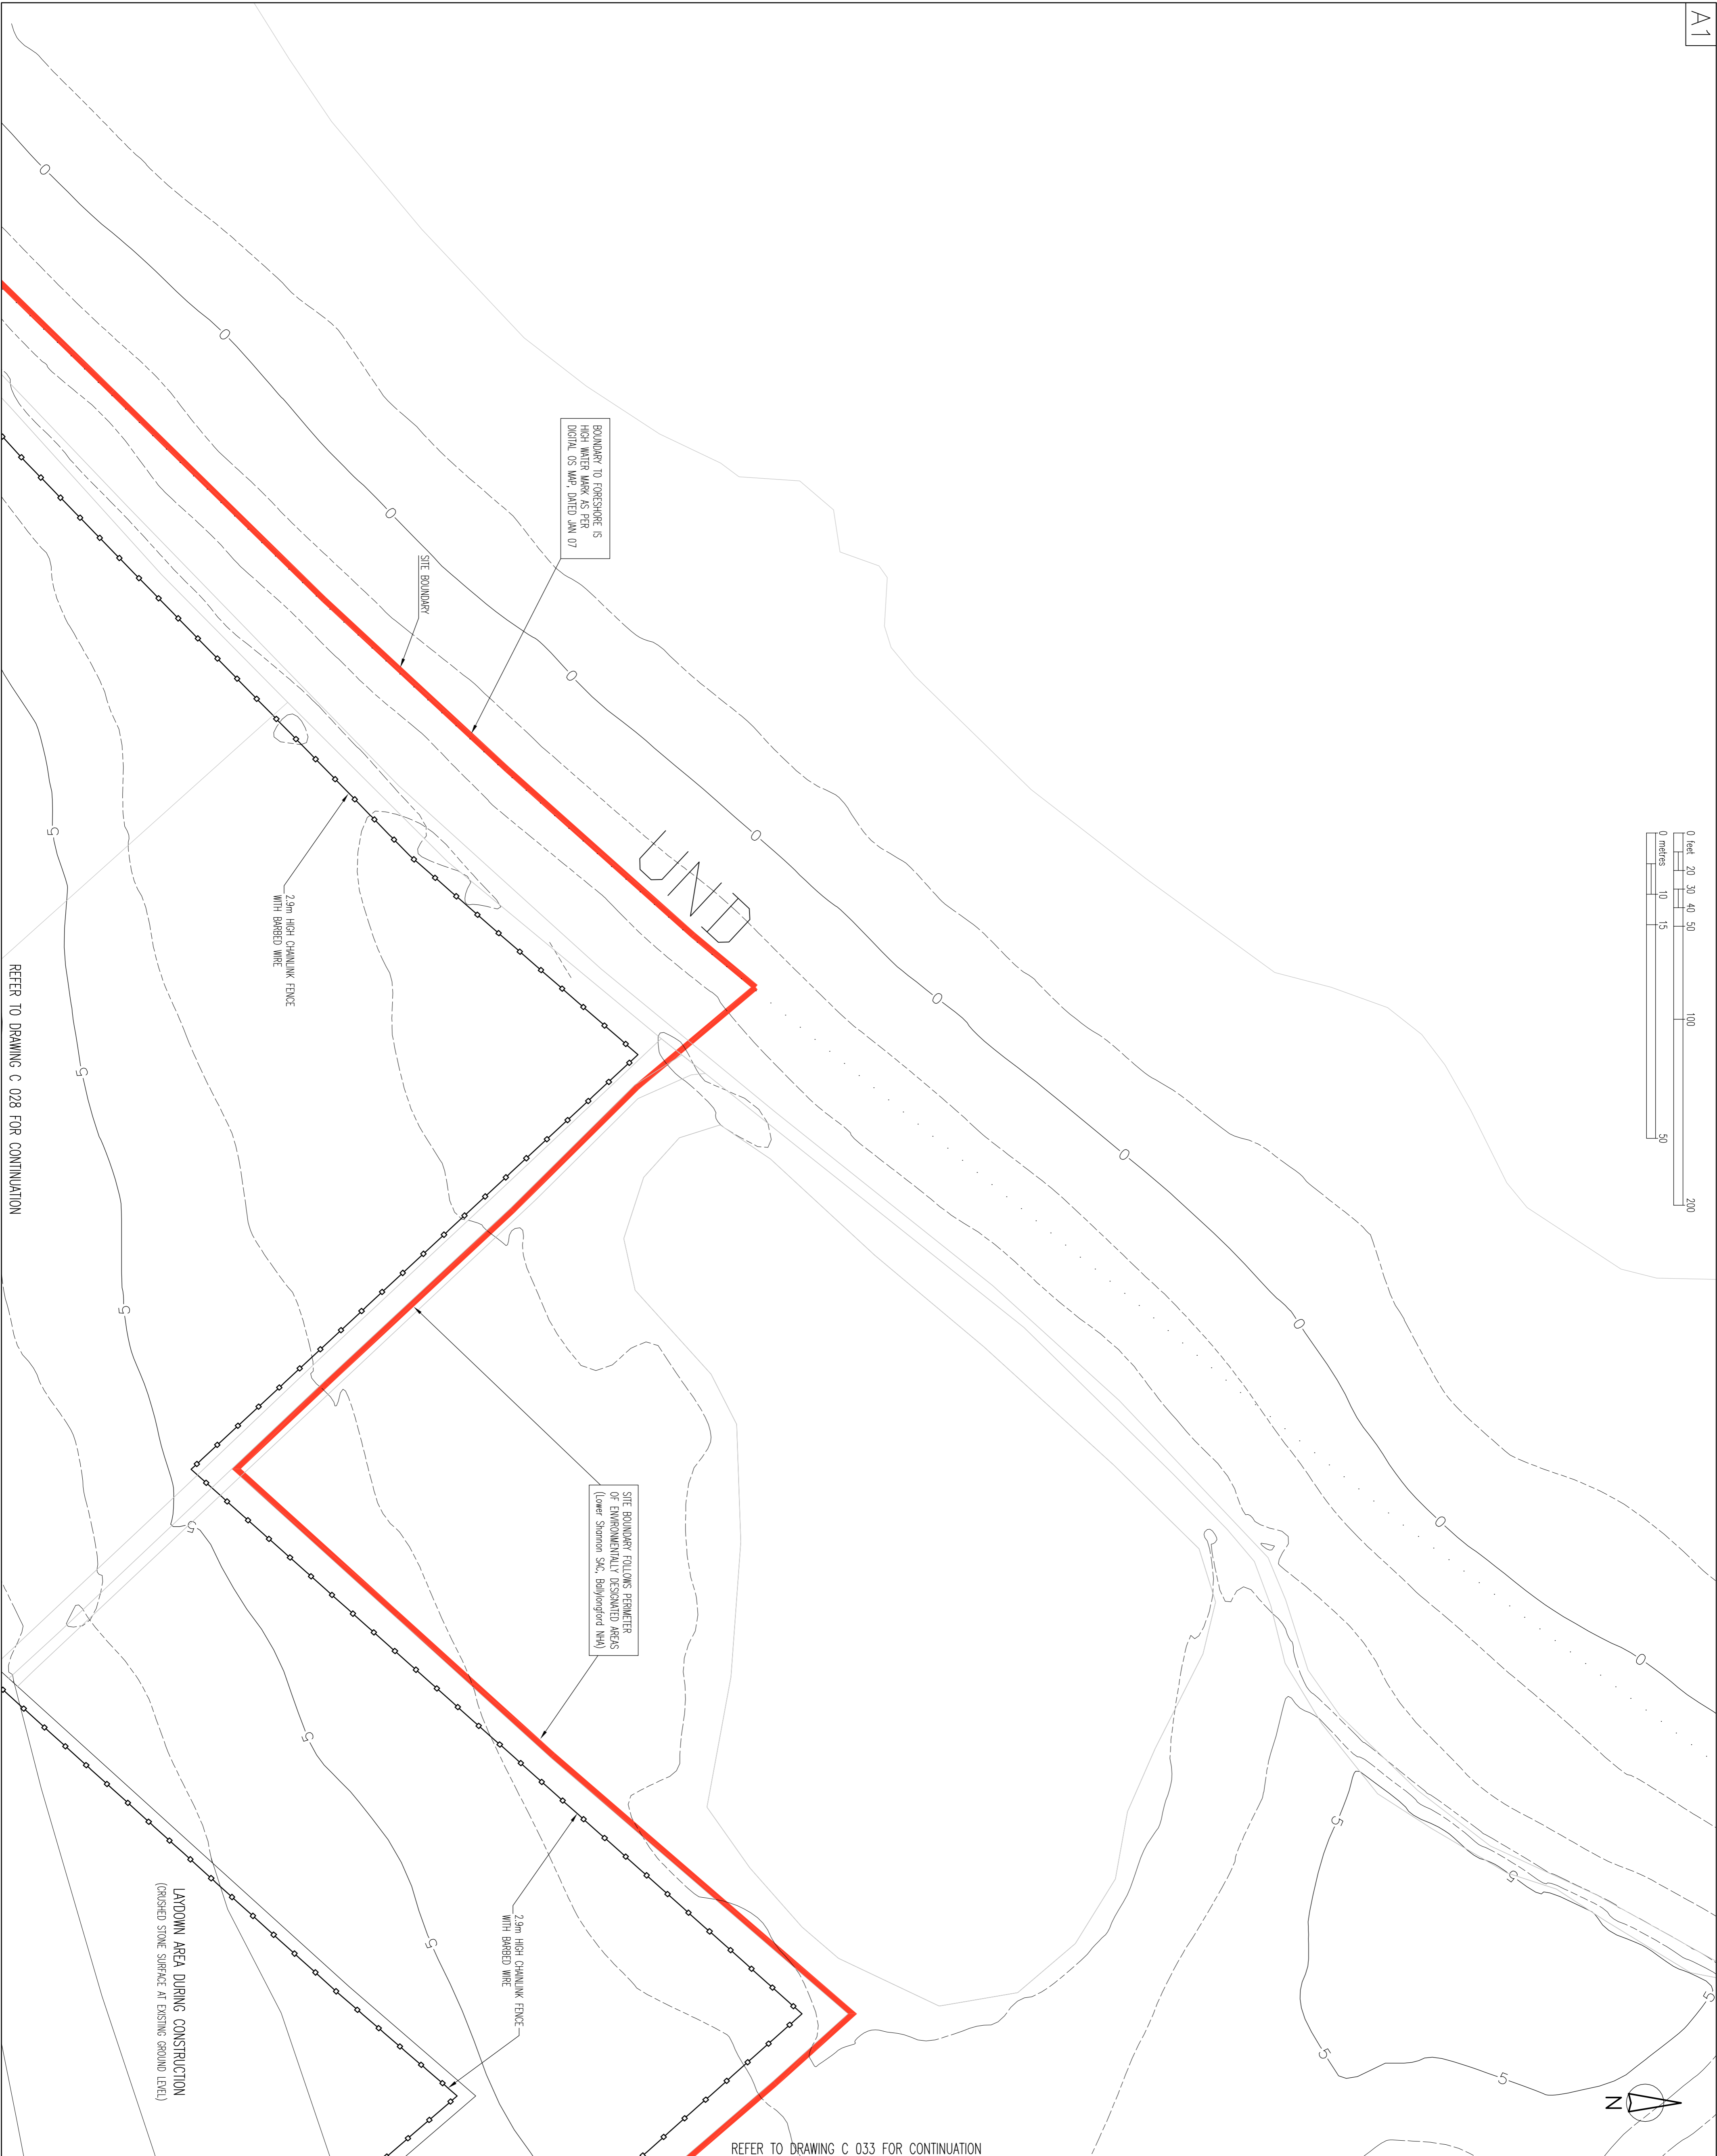 A1
0 feet 20 30 40 50 100 200
0 metres 10 15 50
BOUNDARY TO FORESHORE IS
HIGH WATER MARK AS PER
DIGITAL OS MAP, DATED JAN 07
SITE BOUNDARY
UND
2.9m HIGH CHAINLINK FENCE
WITH BARBED WIRE
SITE BOUNDARY FOLLOWS PERIMETER
OF ENVIRONMENTALLY DESIGNATED AREAS
(Lower Shannon SAC, Ballylongford NHA)
2.9m HIGH CHAINLINK FENCE
WITH BARBED WIRE
LAYDOWN AREA DURING CONSTRUCTION
(CRUSHED STONE SURFACE AT EXISTING GROUND LEVEL)
REFER TO DRAWING C 028 FOR CONTINUATION
REFER TO DRAWING C 033 FOR CONTINUATION
N
0
0
0
0
0
0
0
0
0
0
5
5
5
5
5
5
5
5
5
5
5